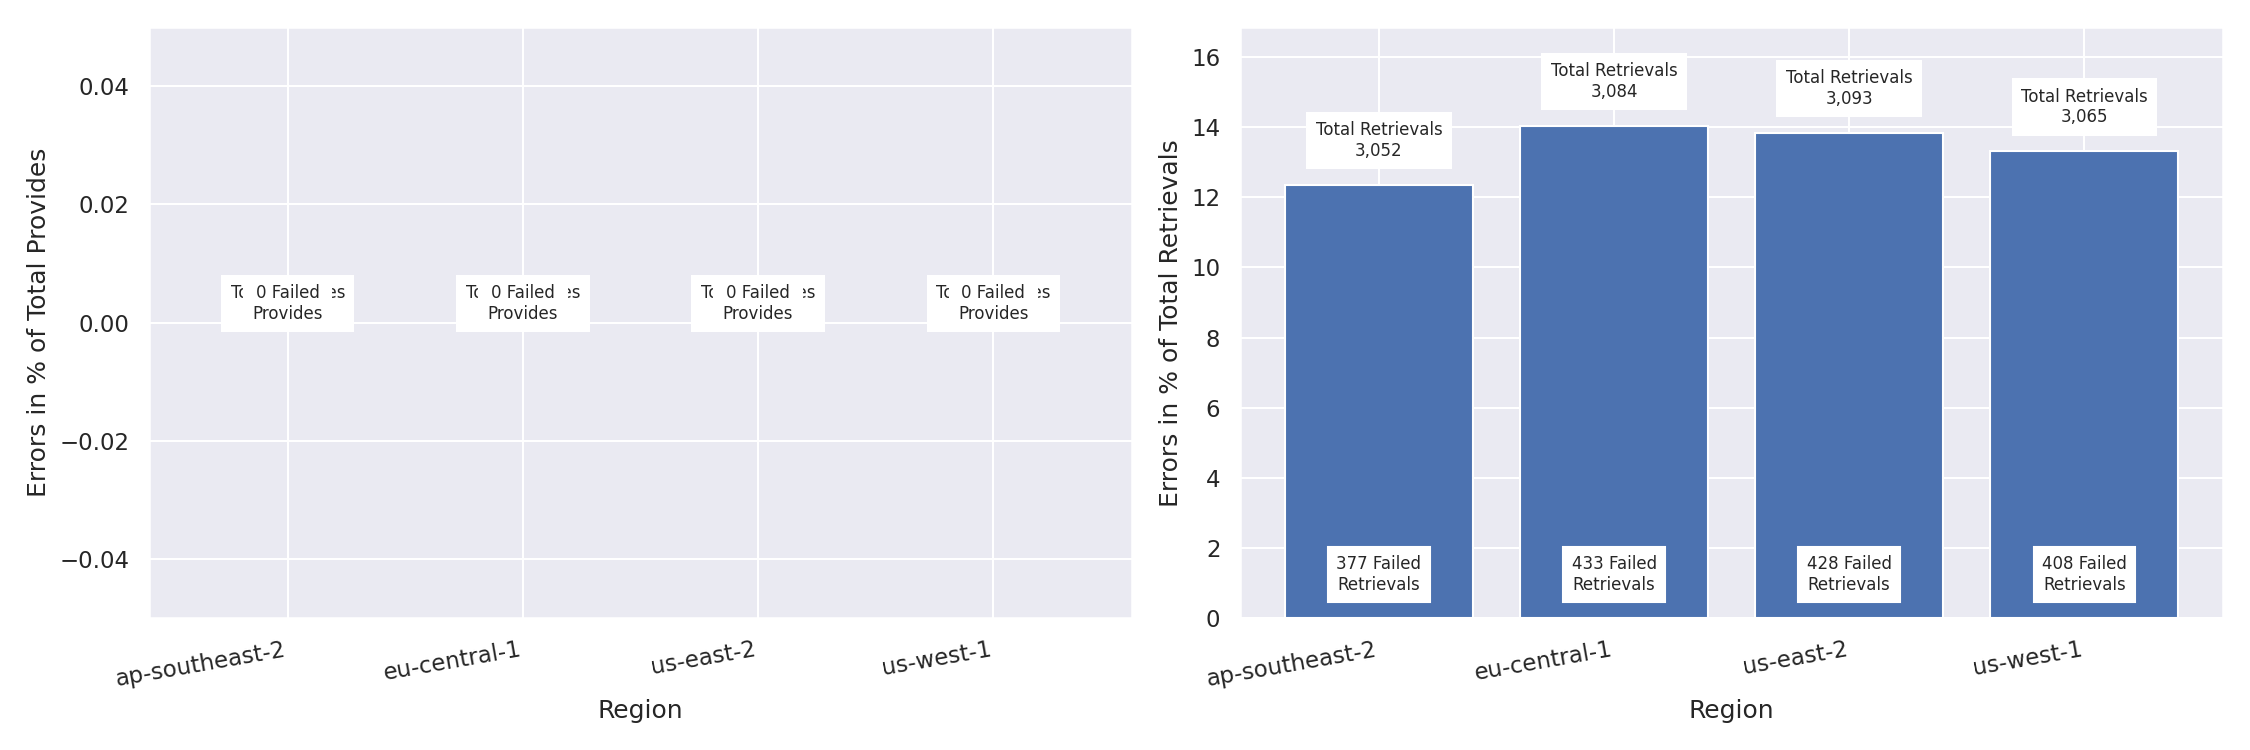 Errors in % of Total Provides
0.04
0.02
0.00
−0.02
−0.04
0 Failed
Provides
0 Failed
Provides
0 Failed
Provides
0 Failed
Provides
ap-southeast-2
eu-central-1
us-east-2
us-west-1
Region
Errors in % of Total Retrievals
16
14
12
10
8
6
4
2
0
Total Retrievals
3,052
Total Retrievals
3,084
Total Retrievals
3,093
Total Retrievals
3,065
377 Failed
Retrievals
433 Failed
Retrievals
428 Failed
Retrievals
408 Failed
Retrievals
ap-southeast-2
eu-central-1
us-east-2
us-west-1
Region